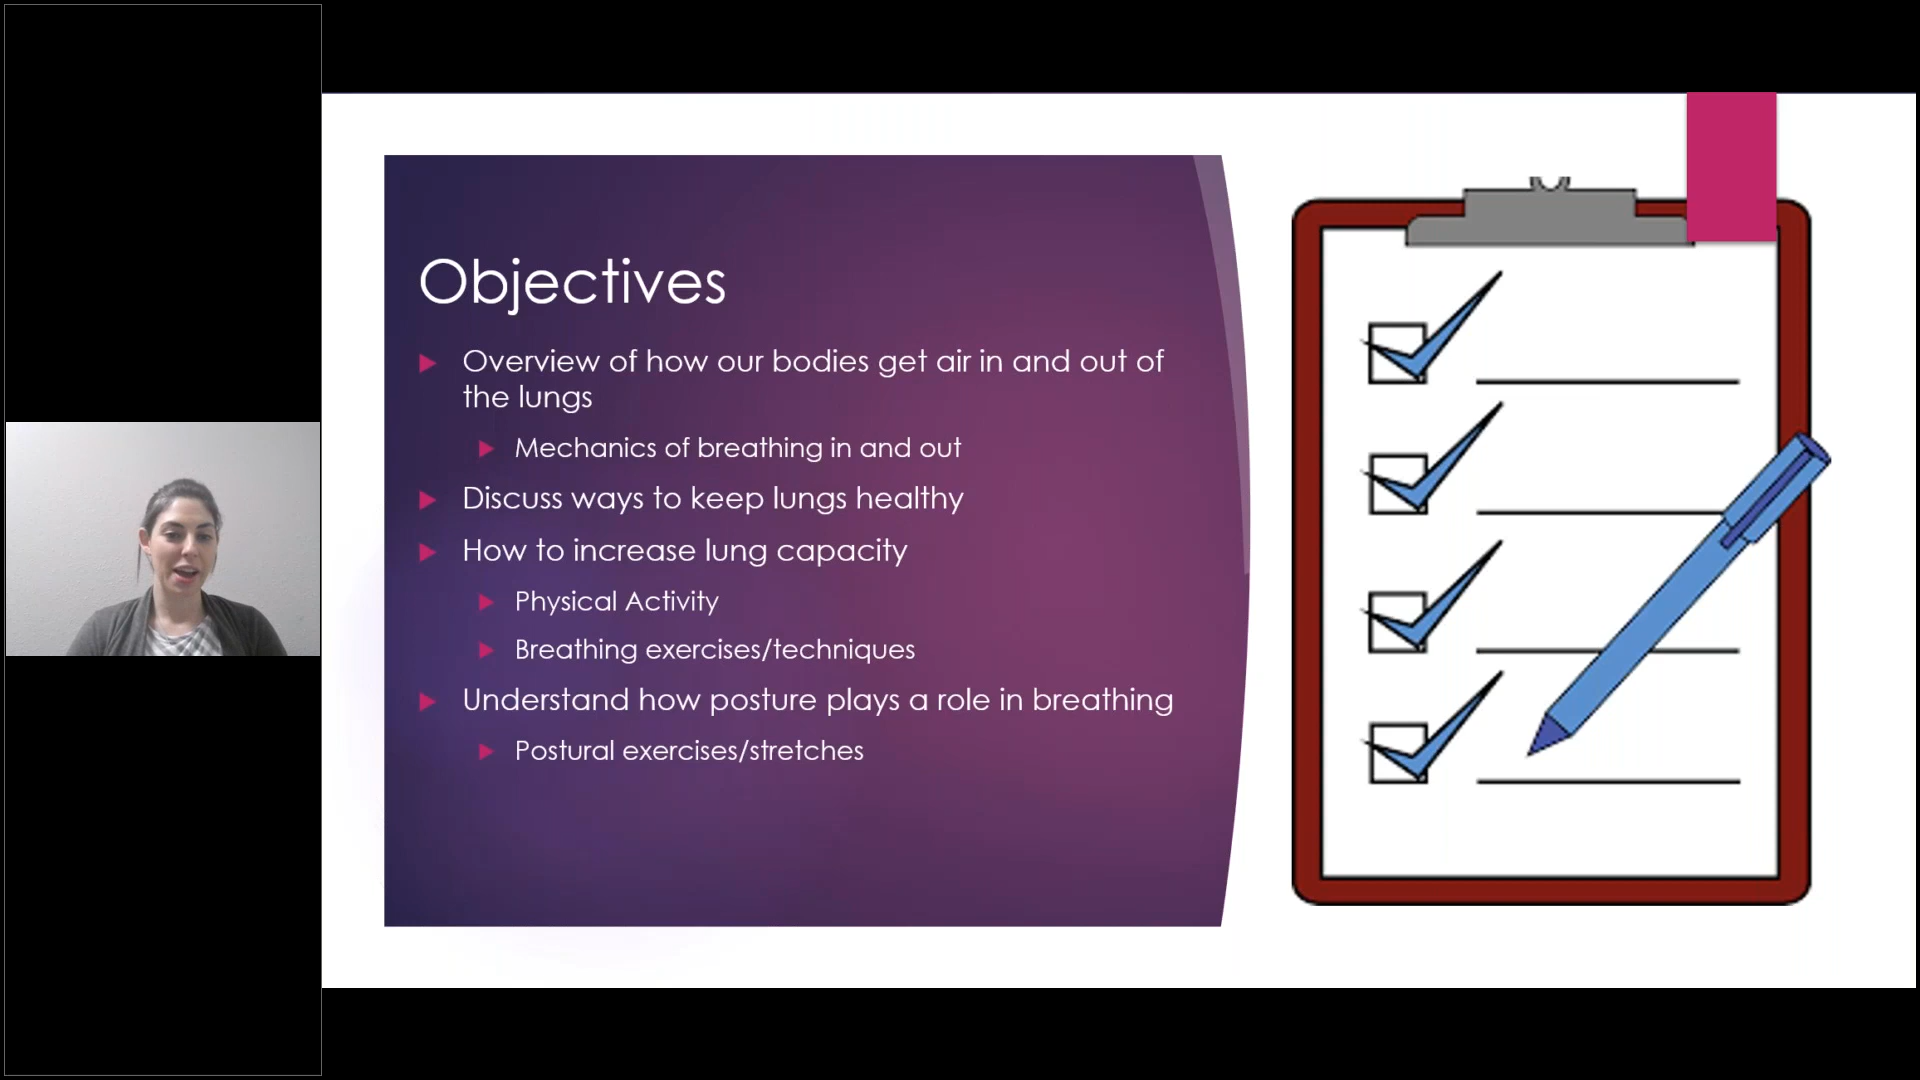 Objectives
Overview of how our bodies get air in and out of
the lungs
Mechanics of breathing in and out
Discuss ways to keep lungs healthy
How to increase lung capacity
Physical Activity
Breathing exercises/techniques
Understand how posture plays a role in breathing
Postural exercises/stretches